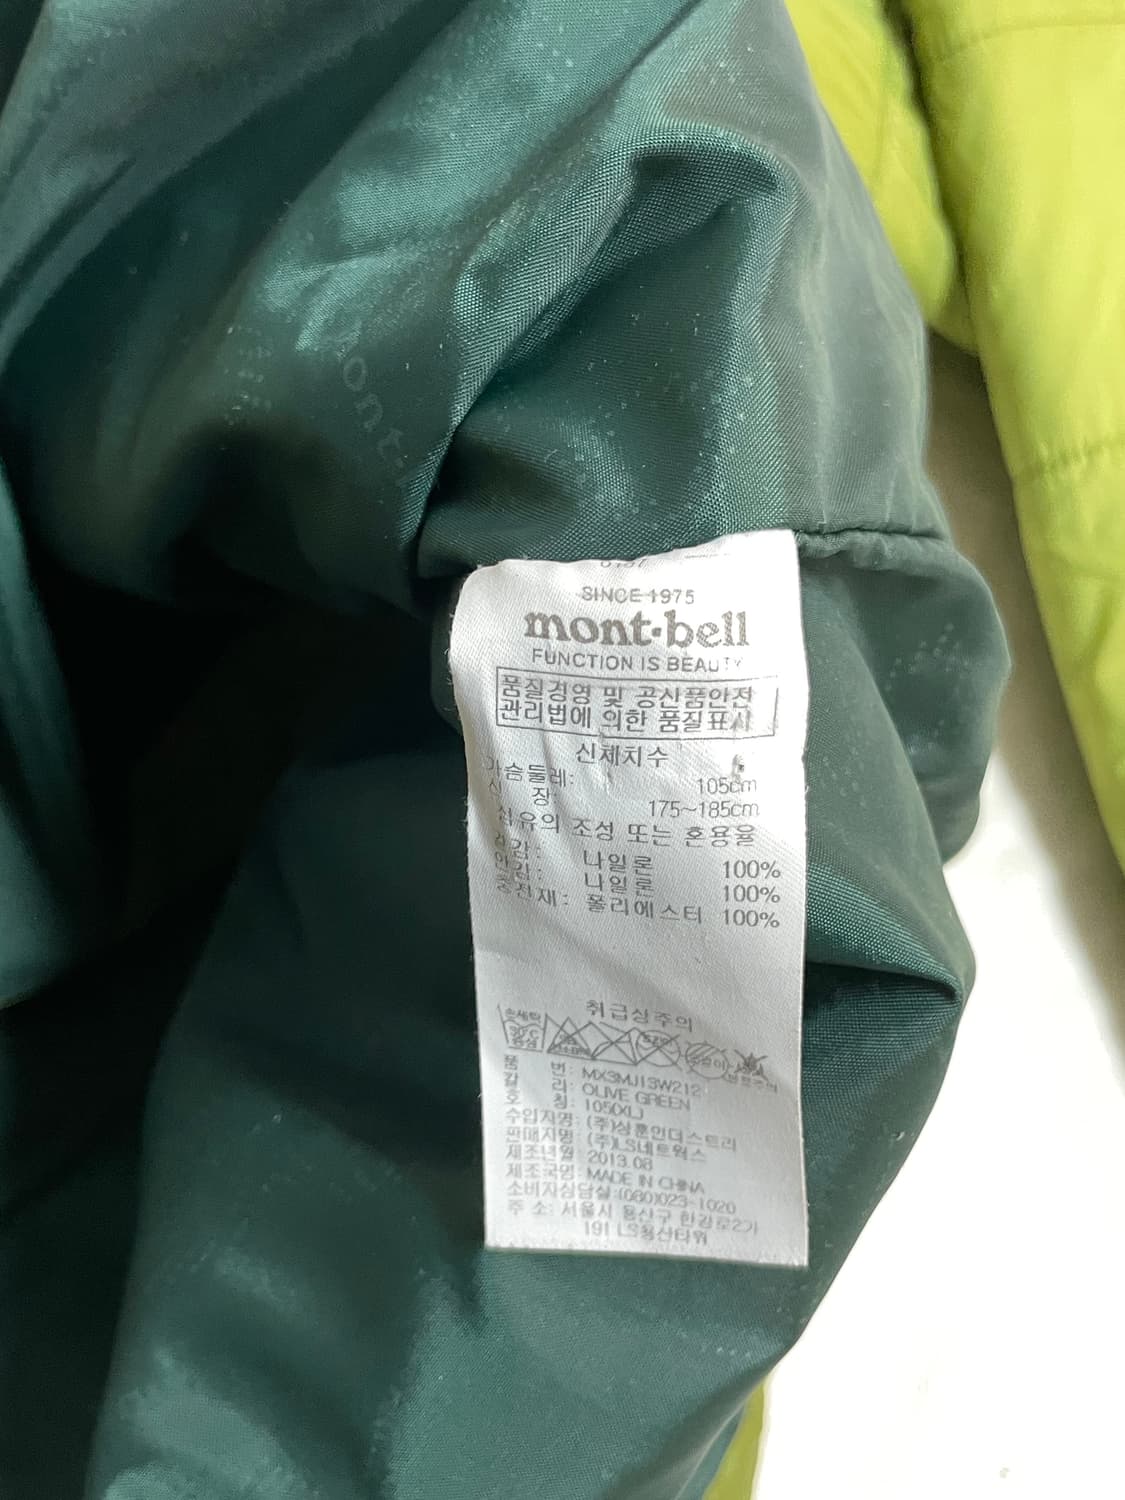 ont-b
SINCE 1975
mont-bell
FUNCTION IS BEAUTY
품질경영 및 공산품안전
관리법에 의한 품질표시
신체치수
가슴둘레: 105cm
신 장: 175~185cm
섬유의 조성 또는 혼용율
겉감: 나일론 100%
안감: 나일론 100%
충전재: 폴리에스터 100%
취급상주의
손세탁
30℃
중성
품 번: MX3MJ13W212
칼 라: OLIVE GREEN
호 칭: 105(XL)
수입자명: (주)상훈인더스트리
판매자명: (주)LS네트웍스
제조년월: 2013.08
제조국명: MADE IN CHINA
소비자상담실:(080)023-1020
주 소: 서울시 용산구 한강로2가
191 LS용산타워